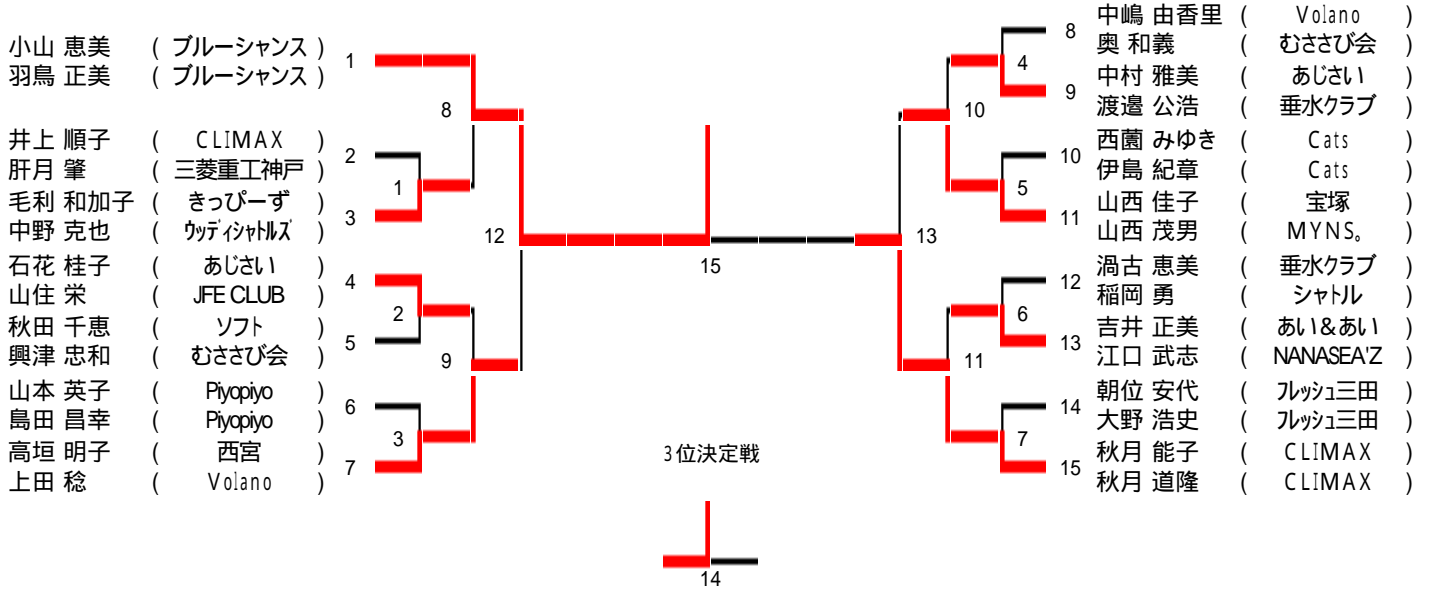 小山 恵美 ( ブルーシャンス )
羽鳥 正美 ( ブルーシャンス )
1
井上 順子 ( CLIMAX )
肝月 肇 ( 三菱重工神戸 )
2
毛利 和加子 ( きっぴーず )
中野 克也 ( ウッディシャトルズ )
3
石花 桂子 ( あじさい )
山住 栄 ( JFE CLUB )
4
秋田 千恵 ( ソフト )
興津 忠和 ( むささび会 )
5
山本 英子 ( Piyopiyo )
島田 昌幸 ( Piyopiyo )
6
高垣 明子 ( 西宮 )
上田 稔 ( Volano )
7
1
2
3
8
9
12
15
3位決定戦
14
13
10
11
4
5
6
7
8
中嶋 由香里 ( Volano )
奥 和義 ( むささび会 )
9
中村 雅美 ( あじさい )
渡邉 公浩 ( 垂水クラブ )
10
西薗 みゆき ( Cats )
伊島 紀章 ( Cats )
11
山西 佳子 ( 宝塚 )
山西 茂男 ( MYNS。 )
12
渦古 恵美 ( 垂水クラブ )
稲岡 勇 ( シャトル )
13
吉井 正美 ( あい&あい )
江口 武志 ( NANASEA'Z )
14
朝位 安代 ( フレッシュ三田 )
大野 浩史 ( フレッシュ三田 )
15
秋月 能子 ( CLIMAX )
秋月 道隆 ( CLIMAX )